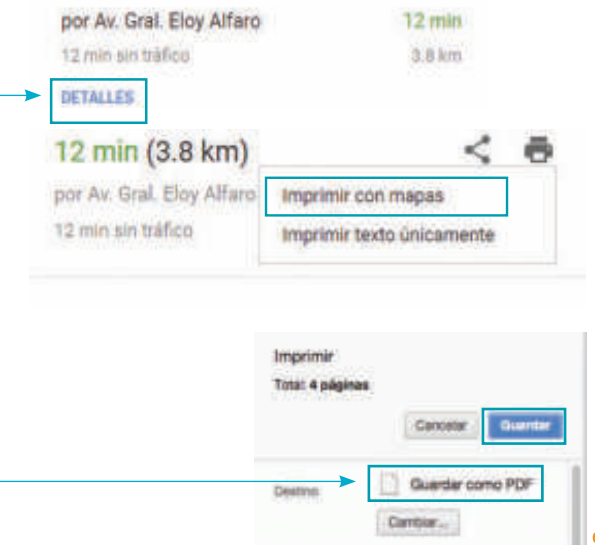 por Av. Gral. Eloy Alfaro 12 min
12 min sin tráfico 3.8 km
DETALLES
12 min (3.8 km)
por Av. Gral. Eloy Alfaro Imprimir con mapas
12 min sin tráfico Imprimir texto únicamente
Imprimir
Total: 4 páginas
Cancelar Guardar
Destino Guardar como PDF
Cambiar...